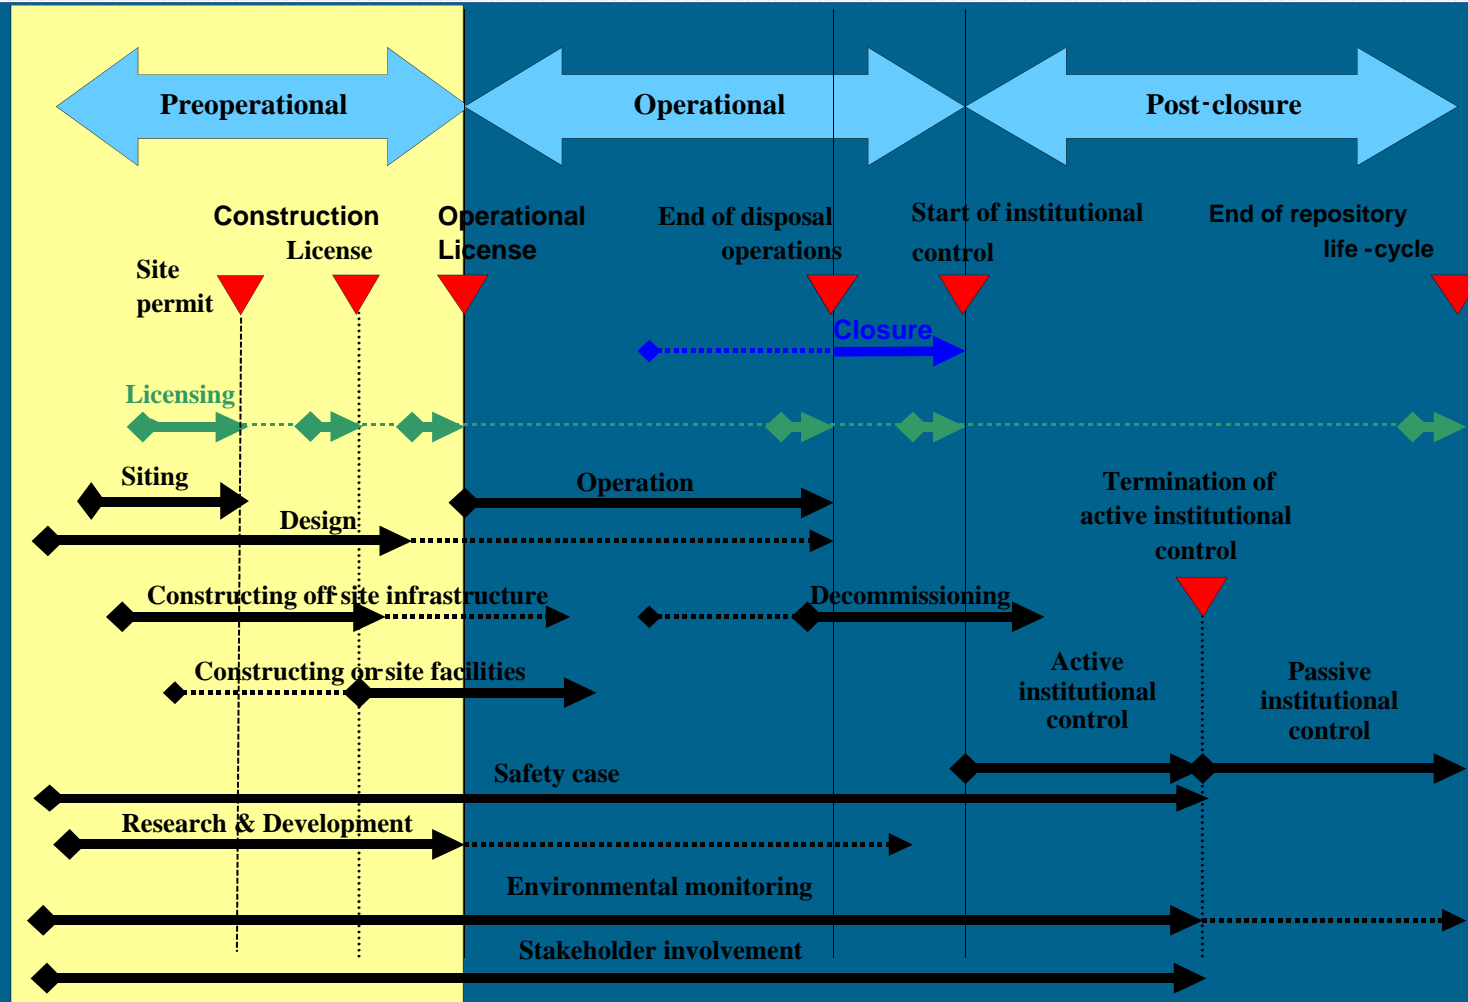 Preoperational
Operational
Post-closure
Construction
License
Operational
License
End of disposal
operations
Start of institutional
control
End of repository
life-cycle
Site
permit
Closure
Licensing
Siting
Operation
Termination of
active institutional
control
Design
Constructing off-site infrastructure
Decommissioning
Constructing on-site facilities
Active
institutional
control
Passive
institutional
control
Safety case
Research & Development
Environmental monitoring
Stakeholder involvement